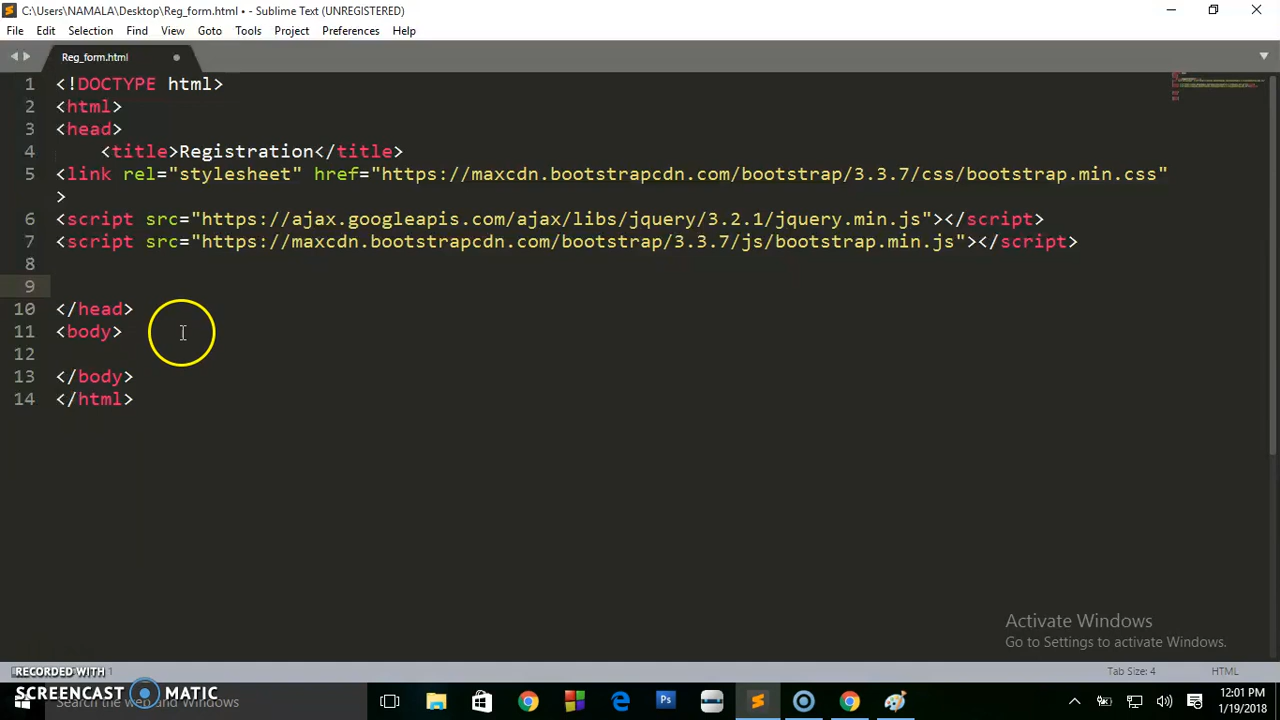 C:\Users\NAMALA\Desktop\Reg_form.html • - Sublime Text (UNREGISTERED)
File Edit Selection Find View Goto Tools Project Preferences Help
Reg_form.html
1 <!DOCTYPE html>
2 <html>
3 <head>
4 <title>Registration</title>
5 <link rel="stylesheet" href="https://maxcdn.bootstrapcdn.com/bootstrap/3.3.7/css/bootstrap.min.css"
>
6 <script src="https://ajax.googleapis.com/ajax/libs/jquery/3.2.1/jquery.min.js"></script>
7 <script src="https://maxcdn.bootstrapcdn.com/bootstrap/3.3.7/js/bootstrap.min.js"></script>
8
9
10 </head>
11 <body>
12
13 </body>
14 </html>
Activate Windows
Go to Settings to activate Windows.
RECORDED WITH
Tab Size: 4 HTML
SCREENCAST MATIC
Search the web and Windows
Ps
12:01 PM
1/19/2018